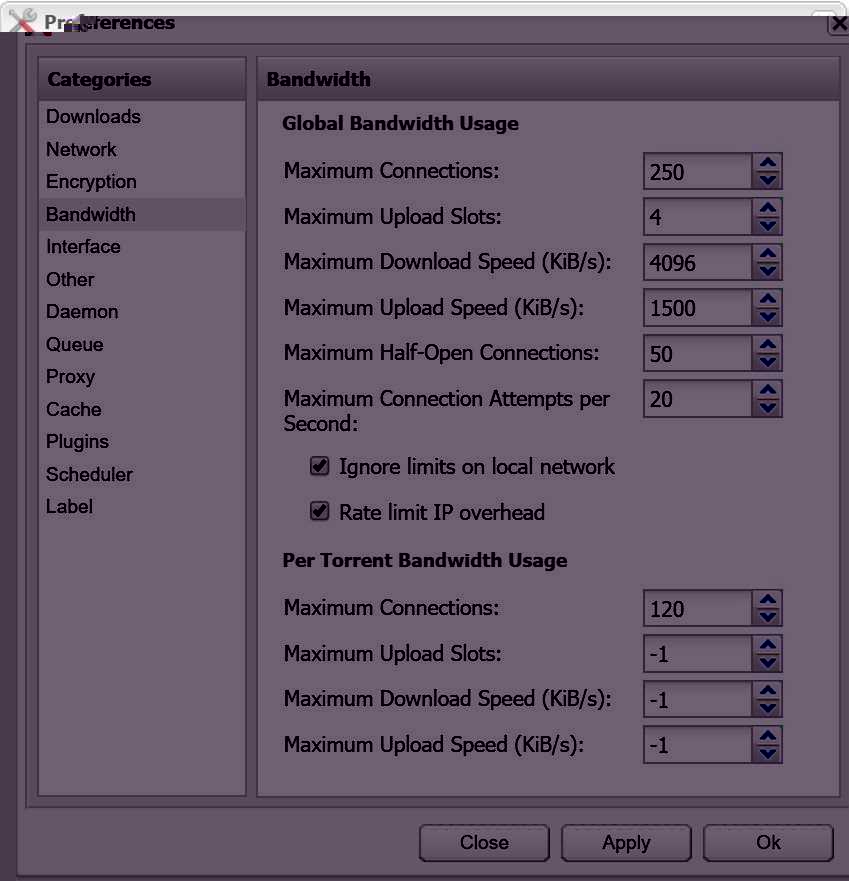 Preferences
Categories
Downloads
Network
Encryption
Bandwidth
Interface
Other
Daemon
Queue
Proxy
Cache
Plugins
Scheduler
Label
Bandwidth
Global Bandwidth Usage
Maximum Connections: 250
Maximum Upload Slots: 4
Maximum Download Speed (KiB/s): 4096
Maximum Upload Speed (KiB/s): 1500
Maximum Half-Open Connections: 50
Maximum Connection Attempts per 20
Second:
Ignore limits on local network
Rate limit IP overhead
Per Torrent Bandwidth Usage
Maximum Connections: 120
Maximum Upload Slots: -1
Maximum Download Speed (KiB/s): -1
Maximum Upload Speed (KiB/s): -1
Close Apply Ok